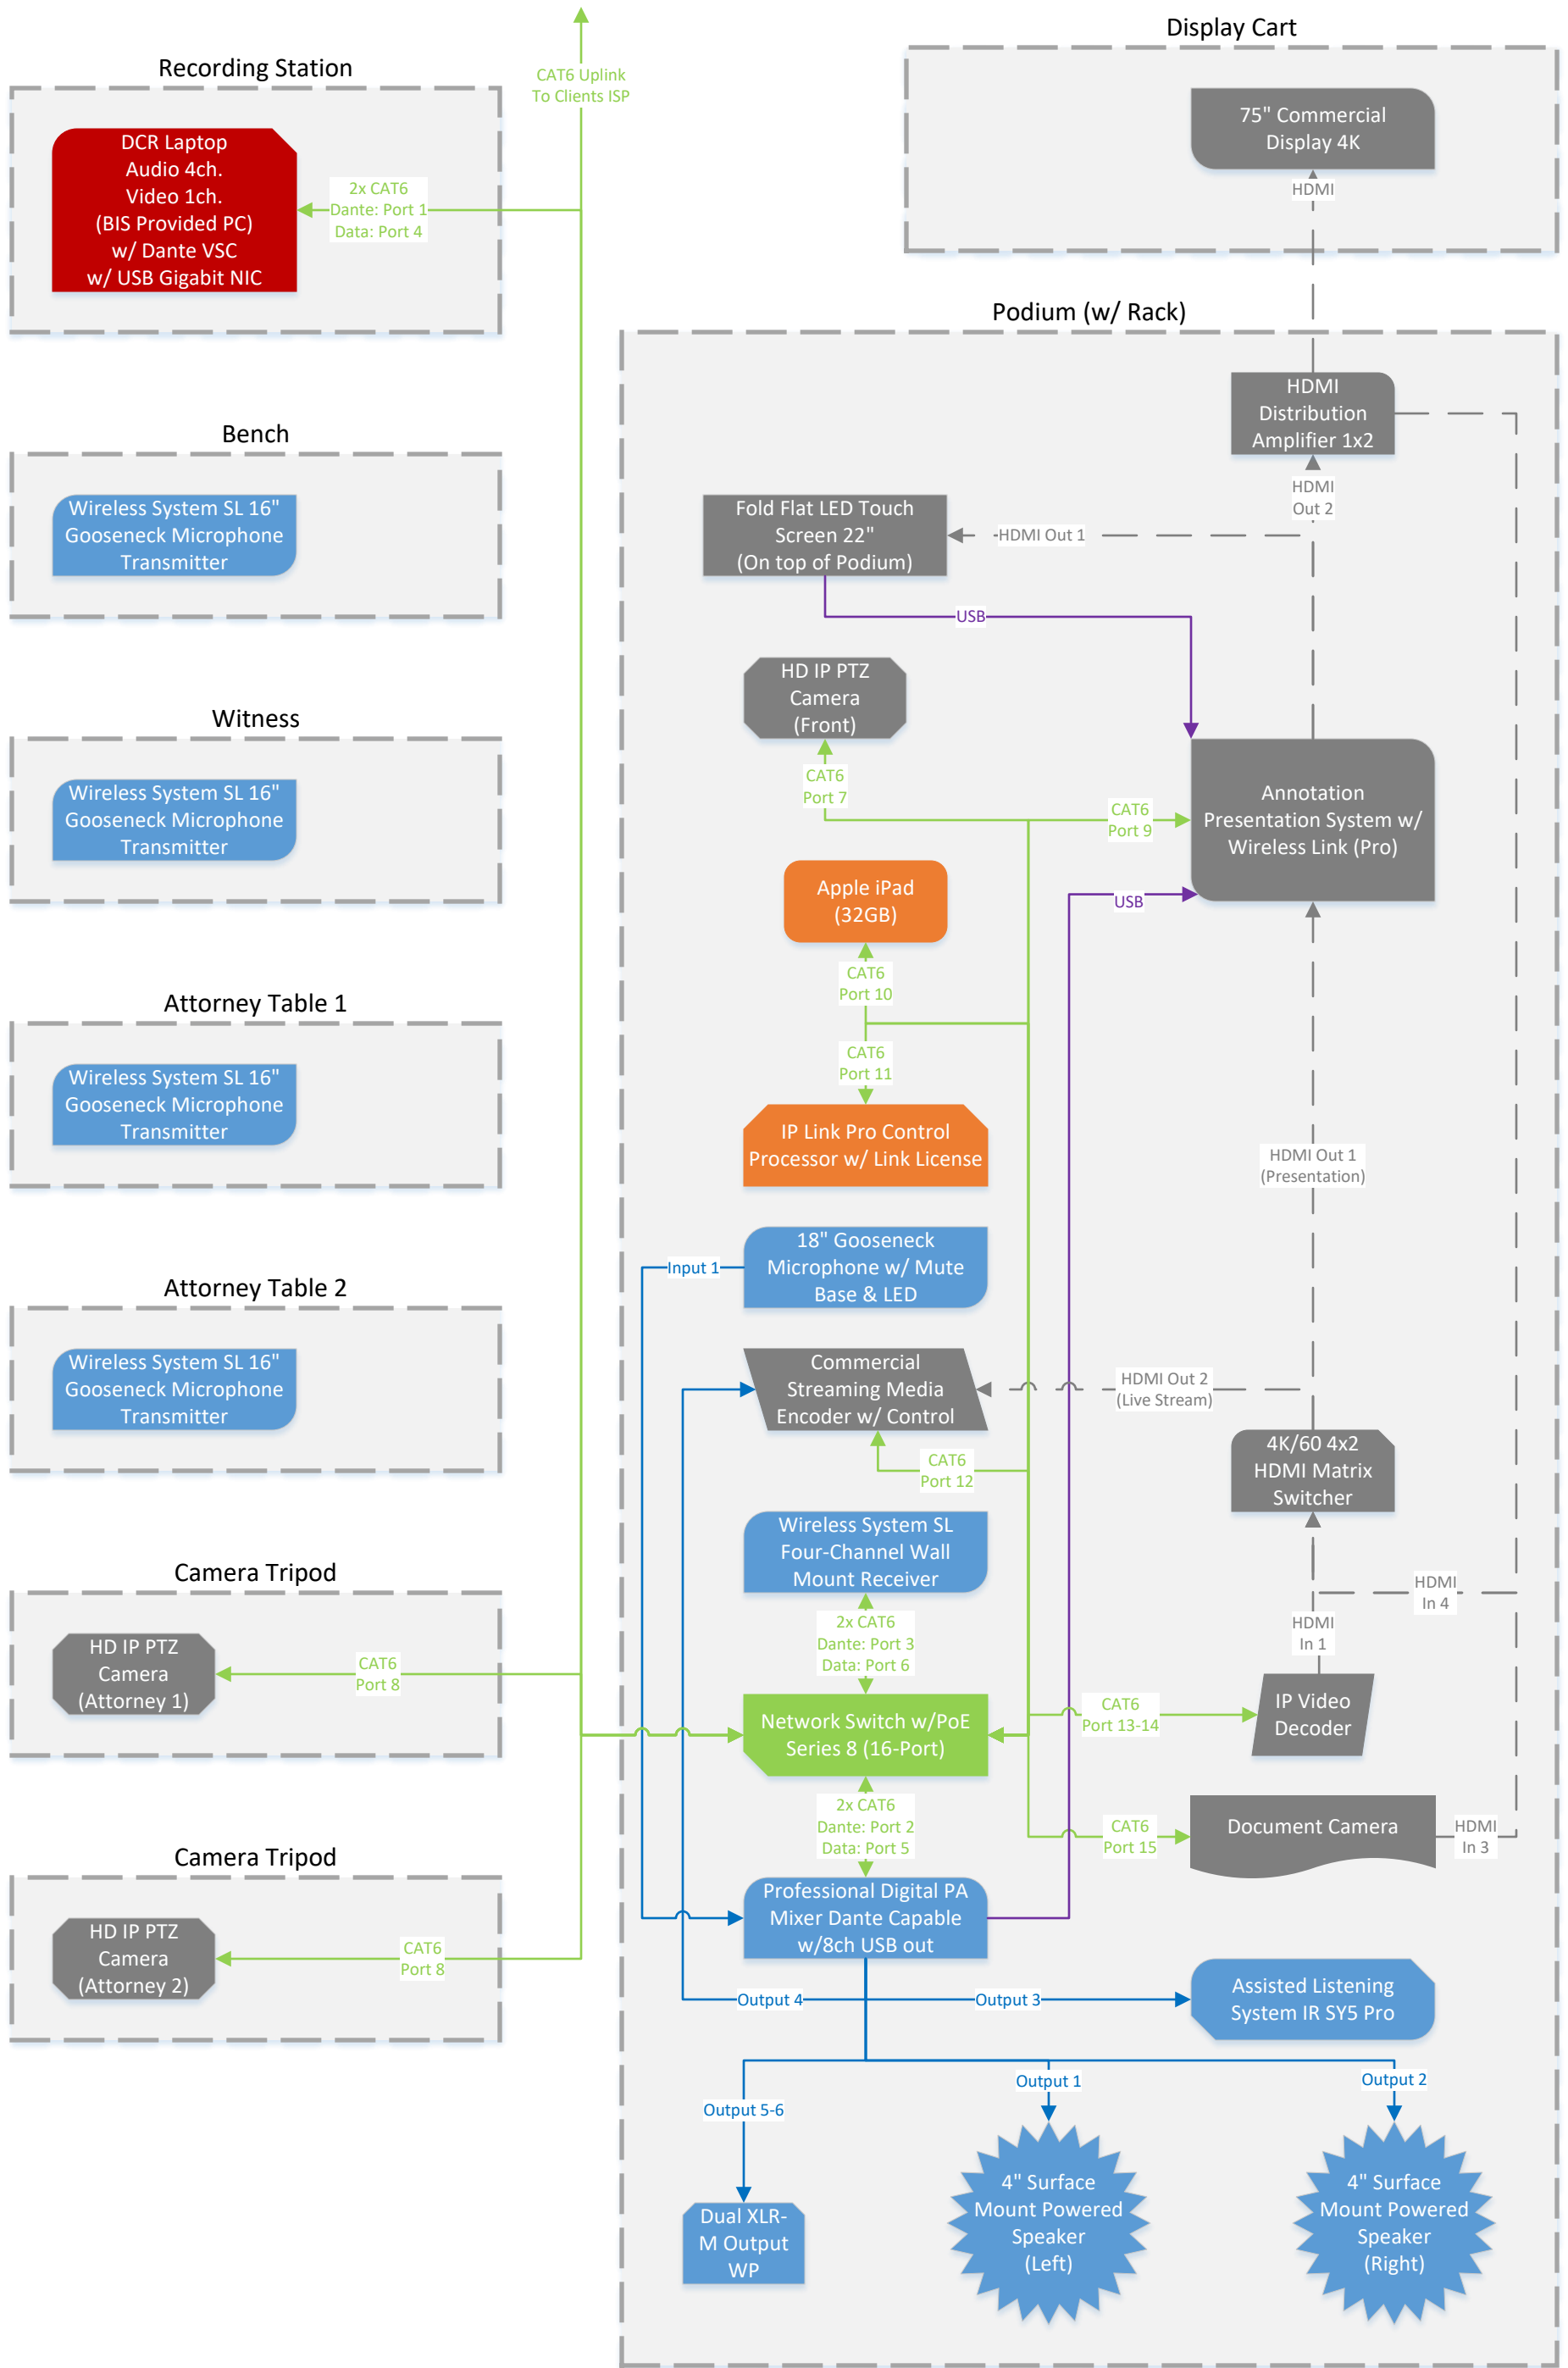 CAT6 Uplink
To Clients ISP
Recording Station
DCR Laptop
Audio 4ch.
Video 1ch.
(BIS Provided PC)
w/ Dante VSC
w/ USB Gigabit NIC
2x CAT6
Dante: Port 1
Data: Port 4
Bench
Wireless System SL 16"
Gooseneck Microphone
Transmitter
Witness
Wireless System SL 16"
Gooseneck Microphone
Transmitter
Attorney Table 1
Wireless System SL 16"
Gooseneck Microphone
Transmitter
Attorney Table 2
Wireless System SL 16"
Gooseneck Microphone
Transmitter
Camera Tripod
HD IP PTZ
Camera
(Attorney 1)
CAT6
Port 8
Camera Tripod
HD IP PTZ
Camera
(Attorney 2)
CAT6
Port 8
Display Cart
75" Commercial
Display 4K
HDMI
Podium (w/ Rack)
HDMI
Distribution
Amplifier 1x2
HDMI
Out 2
Fold Flat LED Touch
Screen 22"
(On top of Podium)
HDMI Out 1
USB
HD IP PTZ
Camera
(Front)
CAT6
Port 7
CAT6
Port 9
Annotation
Presentation System w/
Wireless Link (Pro)
Apple iPad
(32GB)
USB
CAT6
Port 10
CAT6
Port 11
IP Link Pro Control
Processor w/ Link License
HDMI Out 1
(Presentation)
18" Gooseneck
Microphone w/ Mute
Base & LED
Input 1
Commercial
Streaming Media
Encoder w/ Control
HDMI Out 2
(Live Stream)
CAT6
Port 12
4K/60 4x2
HDMI Matrix
Switcher
Wireless System SL
Four-Channel Wall
Mount Receiver
HDMI
In 4
HDMI
In 1
2x CAT6
Dante: Port 3
Data: Port 6
Network Switch w/PoE
Series 8 (16-Port)
CAT6
Port 13-14
IP Video
Decoder
2x CAT6
Dante: Port 2
Data: Port 5
CAT6
Port 15
Document Camera
HDMI
In 3
Professional Digital PA
Mixer Dante Capable
w/8ch USB out
Output 4
Output 3
Assisted Listening
System IR SY5 Pro
Output 5-6
Output 1
Output 2
Dual XLR-
M Output
WP
4" Surface
Mount Powered
Speaker
(Left)
4" Surface
Mount Powered
Speaker
(Right)